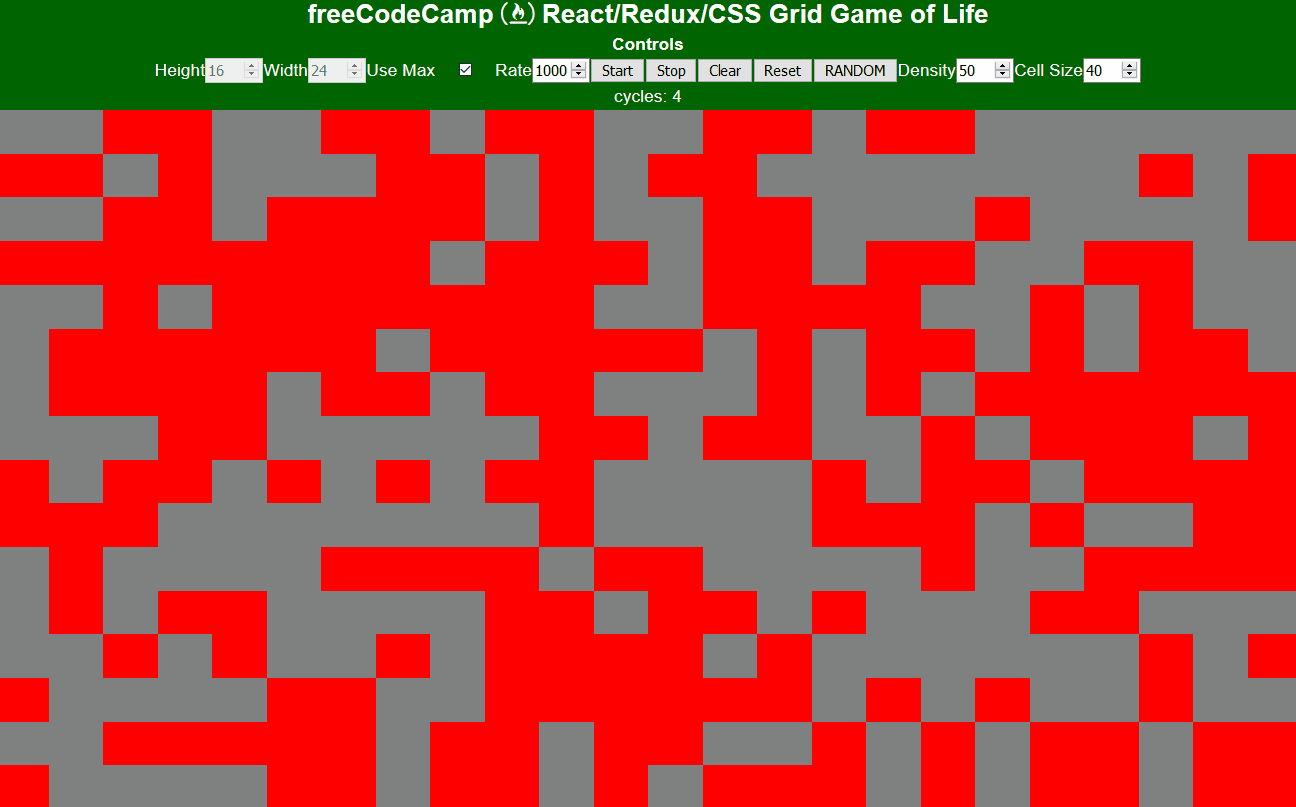 freeCodeCamp React/Redux/CSS Grid Game of Life
Controls
Height 16 Width 24 Use Max Rate 1000 Start Stop Clear Reset RANDOM Density 50 Cell Size 40
cycles: 4